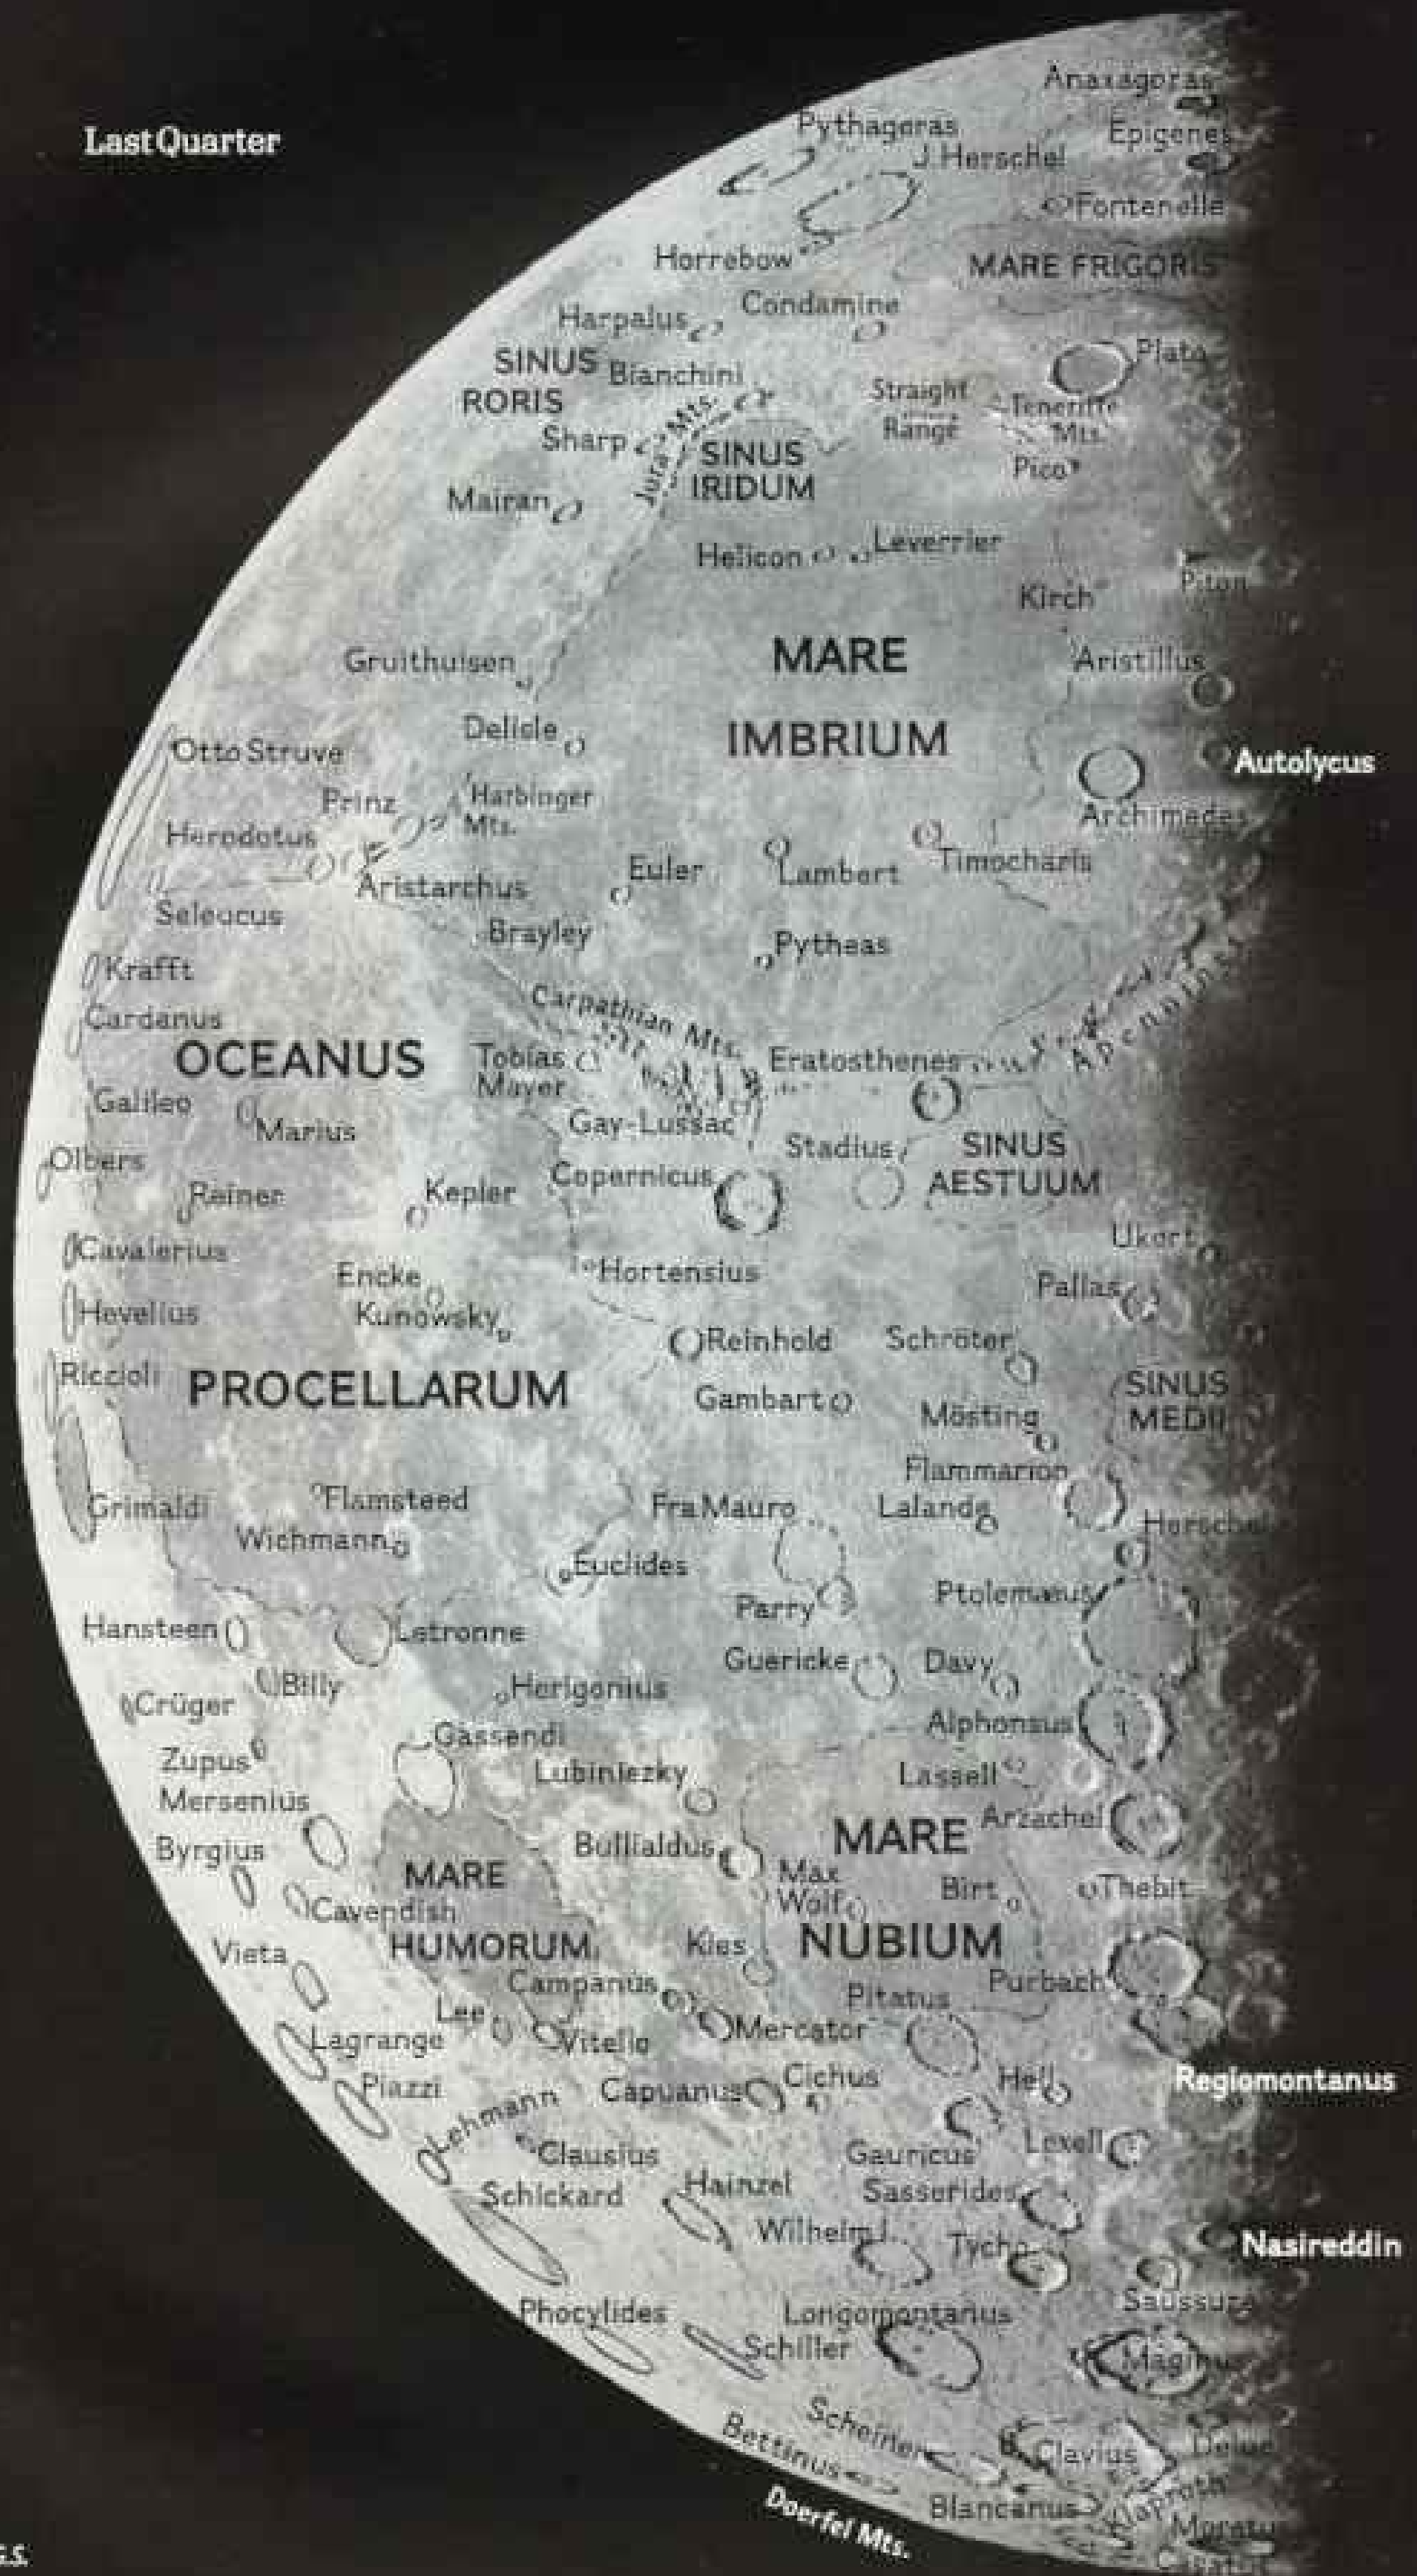 Last Quarter
Anaxagoras
Pythagoras
Epigenes
J. Herschel
Fontenelle
Horrebow
MARE FRIGORIS
Harpalus
Condamine
SINUS
RORIS
Bianchini
Plato
Straight
Range
Teneriffe
Mts.
Sharp
Jura Mts.
SINUS
IRIDUM
Pico
Mairan
Helicon
Leverrier
Piton
Kirch
MARE
IMBRIUM
Gruithuisen
Aristillus
Delisle
Otto Struve
Autolycus
Prinz
Harbinger
Mts.
Archimedes
Herodotus
Aristarchus
Euler
Lambert
Timocharis
Seleucus
Brayley
Pytheas
Krafft
Carpathian Mts.
Apennines
Cardanus
OCEANUS
Tobias
Mayer
Eratosthenes
Galileo
Marius
Gay-Lussac
Stadius
SINUS
AESTUUM
Olbers
Reiner
Kepler
Copernicus
Ukert
Cavalerius
Encke
Hortensius
Pallas
Hevelius
Kunowsky
Reinhold
Schröter
Riccioli
PROCELLARUM
Gambart
Mösting
SINUS
MEDII
Flammarion
Grimaldi
Flamsteed
Fra Mauro
Lalande
Herschel
Wichmann
Euclides
Parry
Ptolemaeus
Hansteen
Letronne
Guericke
Davy
Billy
Herigonius
Crüger
Alphonsus
Gassendi
Zupus
Lubiniezky
Lassell
Mersenius
MARE
NUBIUM
Arzachel
Byrgius
Bullialdus
MARE
HUMORUM
Max
Wolf
Birt
Thebit
Cavendish
Vieta
Kies
Campanus
Pitatus
Purbach
Lee
Vitello
Mercator
Lagrange
Regiomontanus
Piazzi
Capuanus
Cichus
Hell
Lehmann
Clausius
Gauricus
Lexell
Schickard
Hainzel
Sasserides
Wilhelm I.
Tycho
Nasireddin
Saussure
Phocylides
Longomontanus
Schiller
Maginus
Scheiner
Bettinus
Clavius
Deluc
Doerfel Mts.
Blancanus
Klaproth